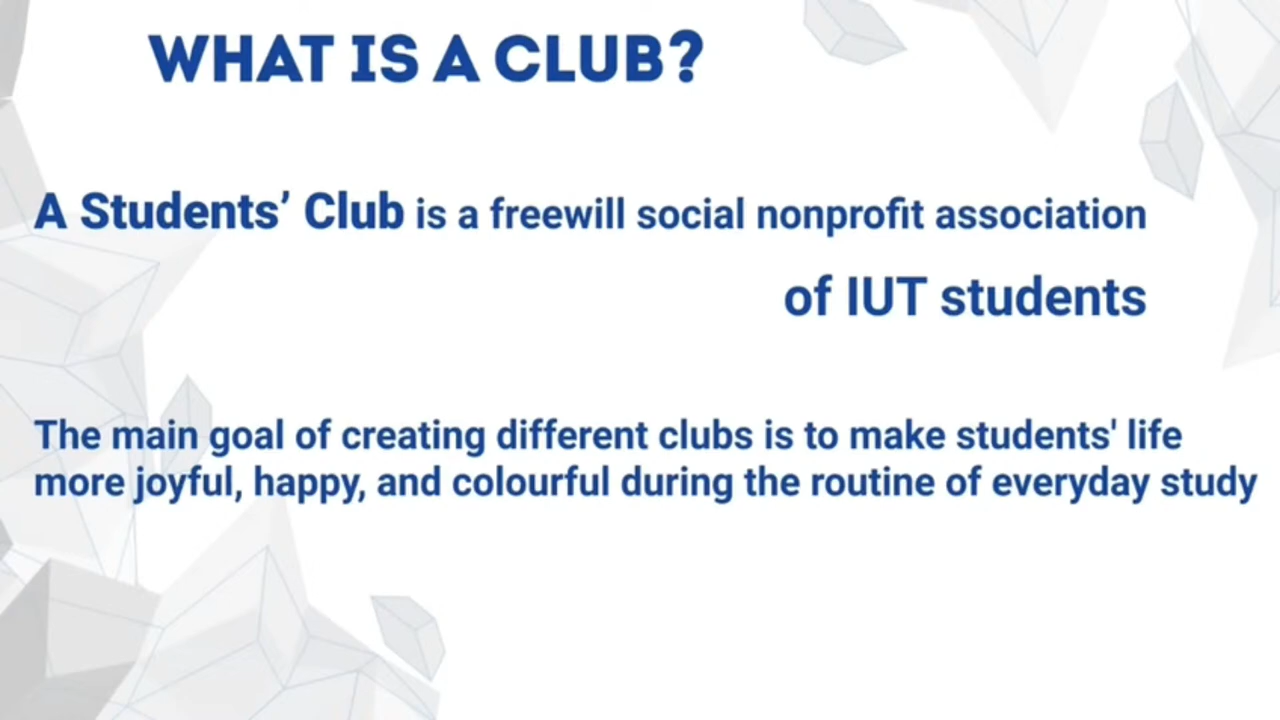 WHAT IS A CLUB?
A Students’ Club is a freewill social nonprofit association
of IUT students
The main goal of creating different clubs is to make students' life
more joyful, happy, and colourful during the routine of everyday study